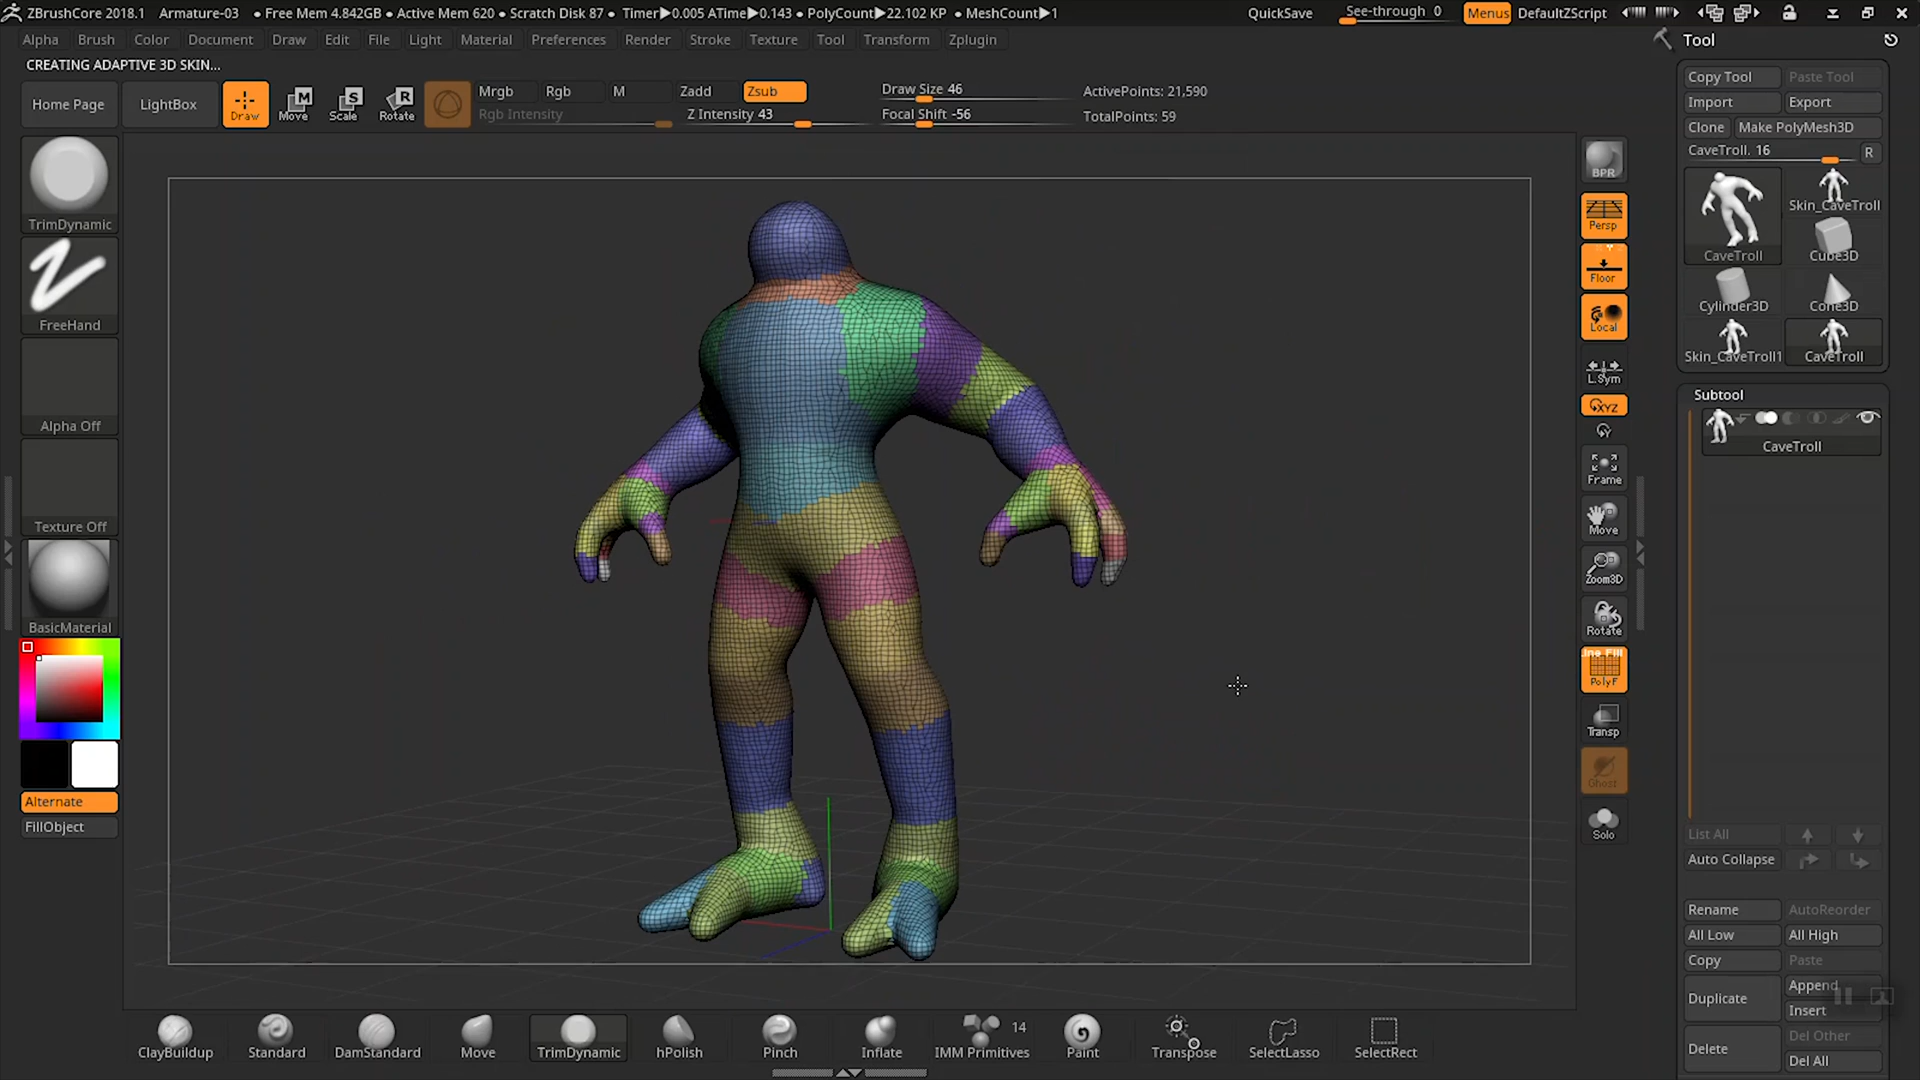 ZBrushCore 2018.1 Armature-03 • Free Mem 4.842GB • Active Mem 620 • Scratch Disk 87 • Timer▶0.005 ATime▶0.143 • PolyCount▶22.102 KP • MeshCount▶1 QuickSave See-through 0 Menus DefaultZScript
Alpha Brush Color Document Draw Edit File Light Material Preferences Render Stroke Texture Tool Transform Zplugin
Tool
CREATING ADAPTIVE 3D SKIN...
Home Page LightBox Draw Move Scale Rotate
Mrgb Rgb M Zadd Zsub
Rgb Intensity Z Intensity 43
Draw Size 46
Focal Shift -56
ActivePoints: 21,590
TotalPoints: 59
Copy Tool Paste Tool
Import Export
Clone Make PolyMesh3D
CaveTroll. 16 R
CaveTroll Skin_CaveTroll
Cube3D
Cylinder3D Cone3D
Skin_CaveTroll1 CaveTroll
Subtool
CaveTroll
List All
Auto Collapse
Rename AutoReorder
All Low All High
Copy Paste
Duplicate Append
Insert
Delete Del Other
Del All
TrimDynamic
FreeHand
Alpha Off
Texture Off
BasicMaterial
Alternate
FillObject
BPR
Persp
Floor
Local
L.Sym
XYZ
Y
Frame
Move
Zoom3D
Rotate
Line Fill
PolyF
Transp
Ghost
Solo
ClayBuildup Standard DamStandard Move TrimDynamic hPolish Pinch Inflate IMM Primitives 14 Paint Transpose SelectLasso SelectRect